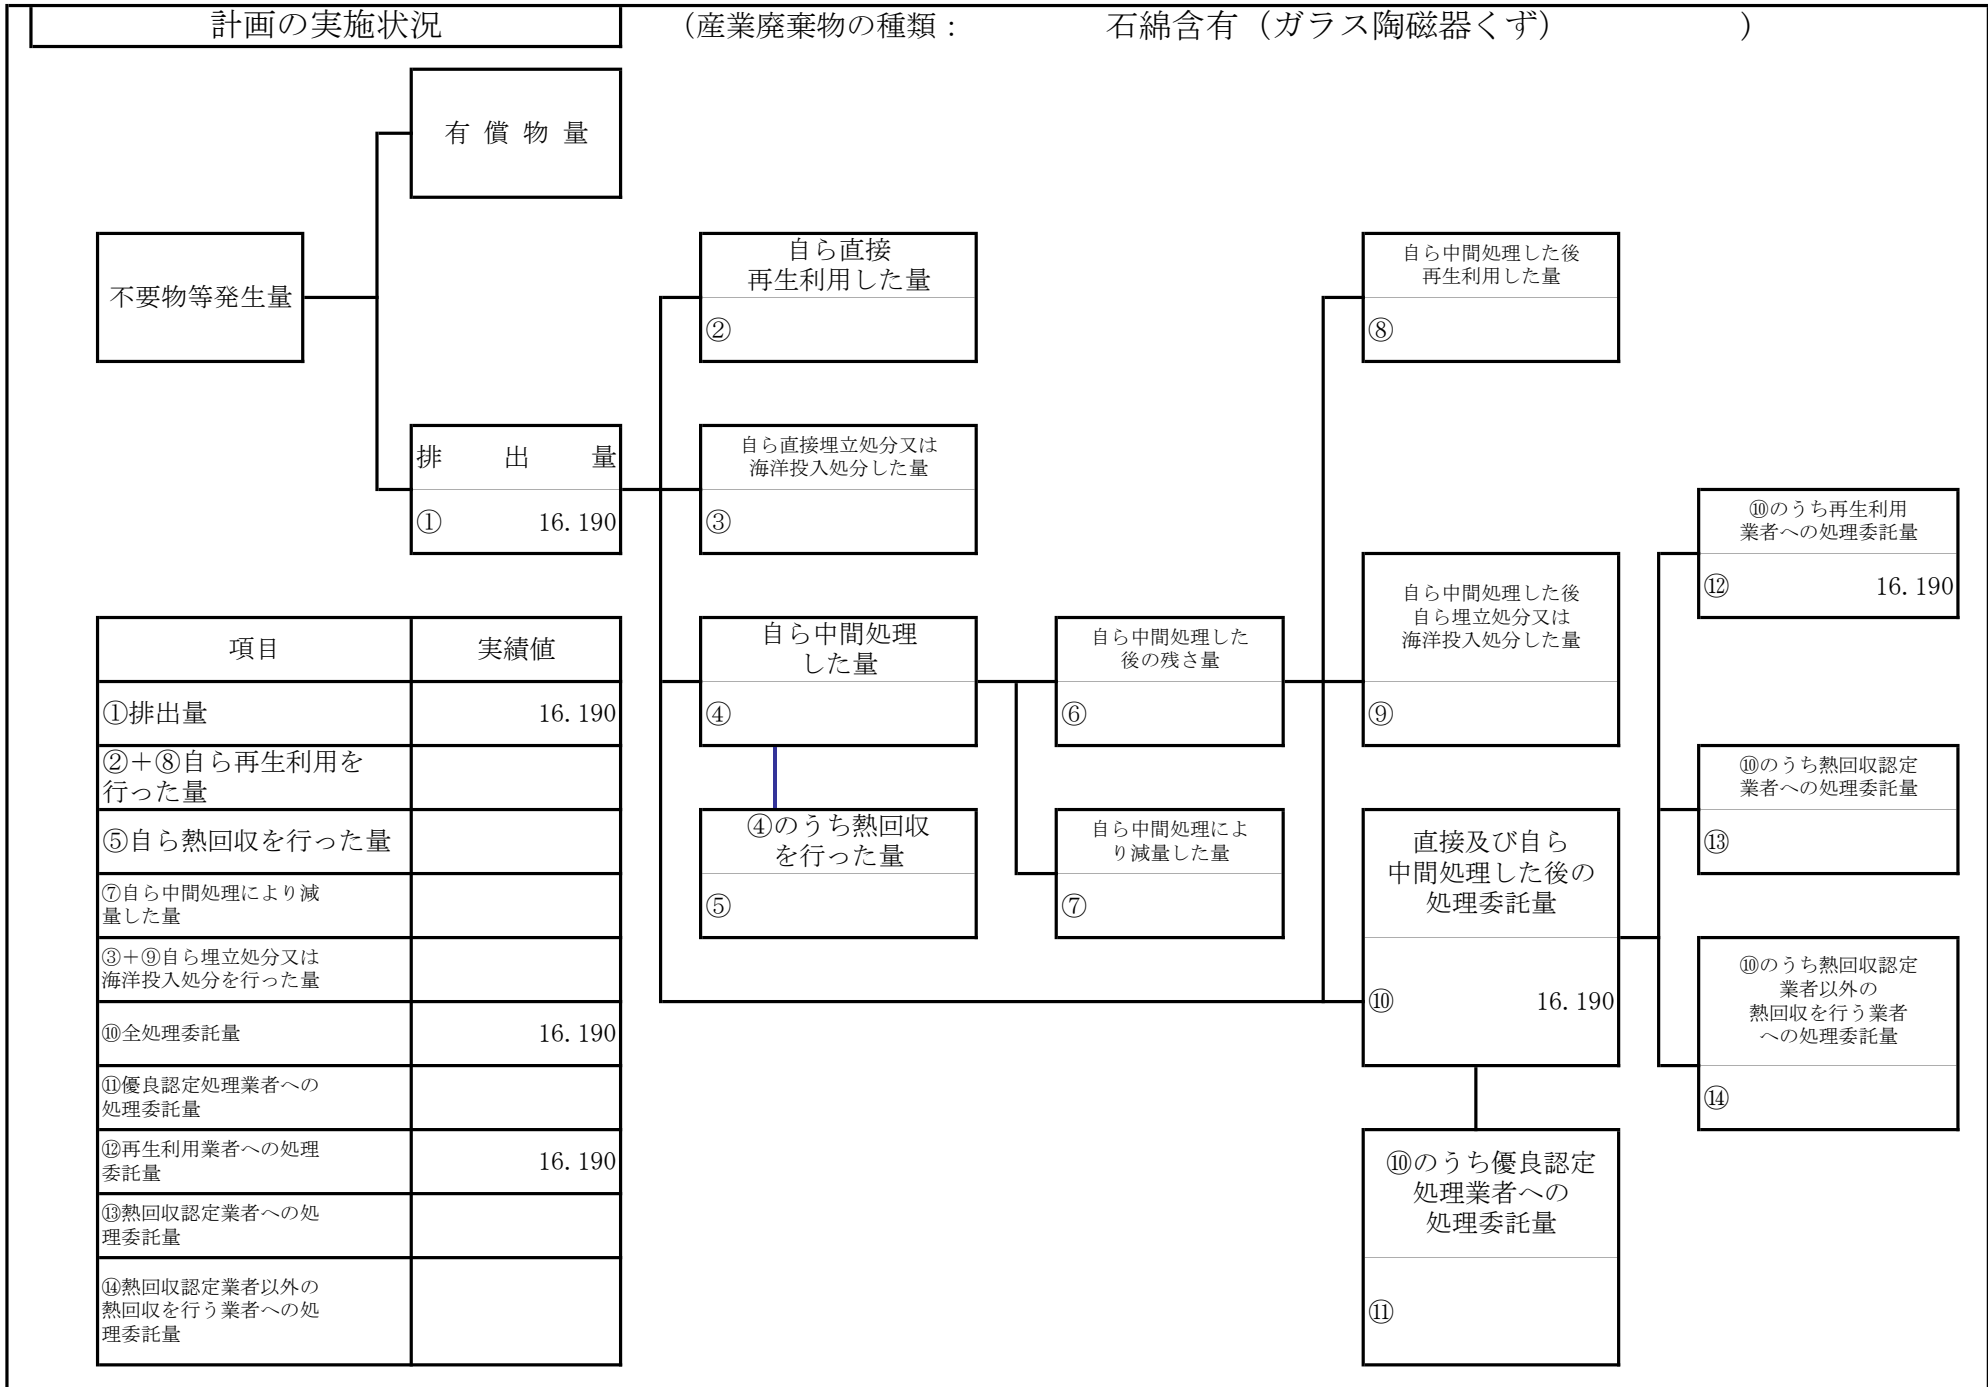 計画の実施状況
（産業廃棄物の種類： 石綿含有（ガラス陶磁器くず） ）
有 償 物 量
不要物等発生量
自ら直接
再生利用した量
②
自ら中間処理した後
再生利用した量
⑧
排 出 量
① 16.190
自ら直接埋立処分又は
海洋投入処分した量
③
⑩のうち再生利用
業者への処理委託量
⑫ 16.190
自ら中間処理した後
自ら埋立処分又は
海洋投入処分した量
⑨
自ら中間処理
した量
④
自ら中間処理した
後の残さ量
⑥
④のうち熱回収
を行った量
⑤
自ら中間処理によ
り減量した量
⑦
直接及び自ら
中間処理した後の
処理委託量
⑩ 16.190
⑩のうち熱回収認定
業者への処理委託量
⑬
⑩のうち熱回収認定
業者以外の
熱回収を行う業者
への処理委託量
⑭
⑩のうち優良認定
処理業者への
処理委託量
⑪
項目 実績値
①排出量 16.190
②＋⑧自ら再生利用を
行った量
⑤自ら熱回収を行った量
⑦自ら中間処理により減
量した量
③＋⑨自ら埋立処分又は
海洋投入処分を行った量
⑩全処理委託量 16.190
⑪優良認定処理業者への
処理委託量
⑫再生利用業者への処理
委託量 16.190
⑬熱回収認定業者への処
理委託量
⑭熱回収認定業者以外の
熱回収を行う業者への処
理委託量